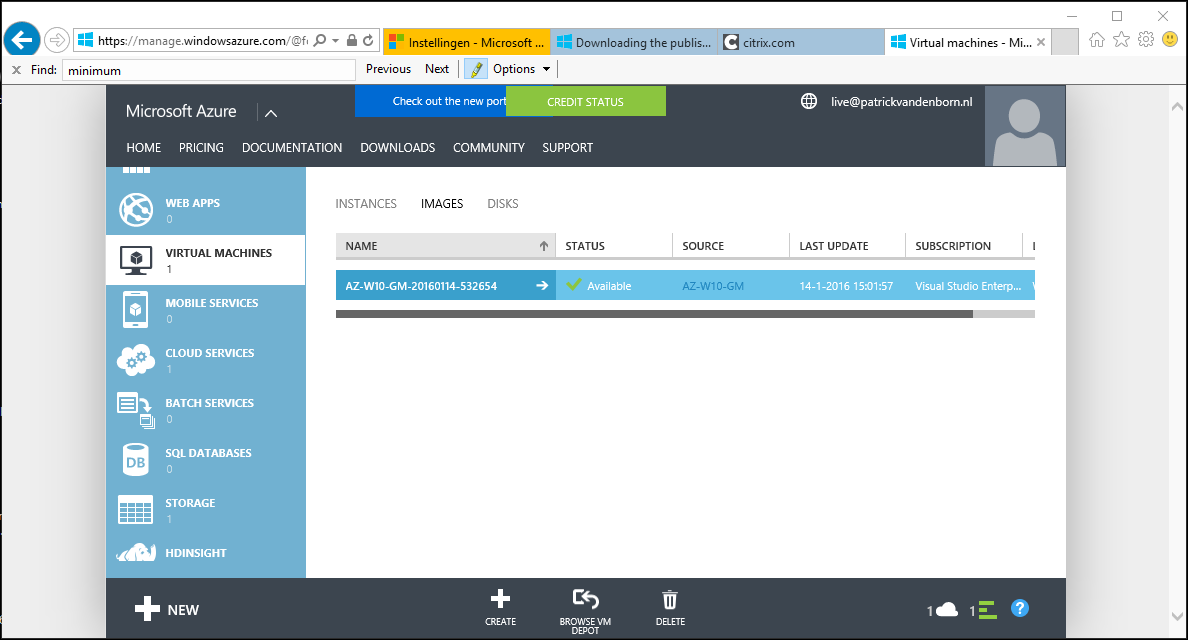 https://manage.windowsazure.com/@f
Instellingen - Microsoft ...
Downloading the publis...
citrix.com
Virtual machines - Mi...
Find: minimum
Previous Next Options
Microsoft Azure
Check out the new port
CREDIT STATUS
live@patrickvandenborn.nl
HOME PRICING DOCUMENTATION DOWNLOADS COMMUNITY SUPPORT
WEB APPS
0
VIRTUAL MACHINES
1
MOBILE SERVICES
0
CLOUD SERVICES
1
BATCH SERVICES
0
DB
SQL DATABASES
0
STORAGE
1
HDINSIGHT
INSTANCES IMAGES DISKS
NAME STATUS SOURCE LAST UPDATE SUBSCRIPTION
AZ-W10-GM-20160114-532654 Available AZ-W10-GM 14-1-2016 15:01:57 Visual Studio Enterp...
NEW
CREATE
BROWSE VM
DEPOT
DELETE
1 1 ?